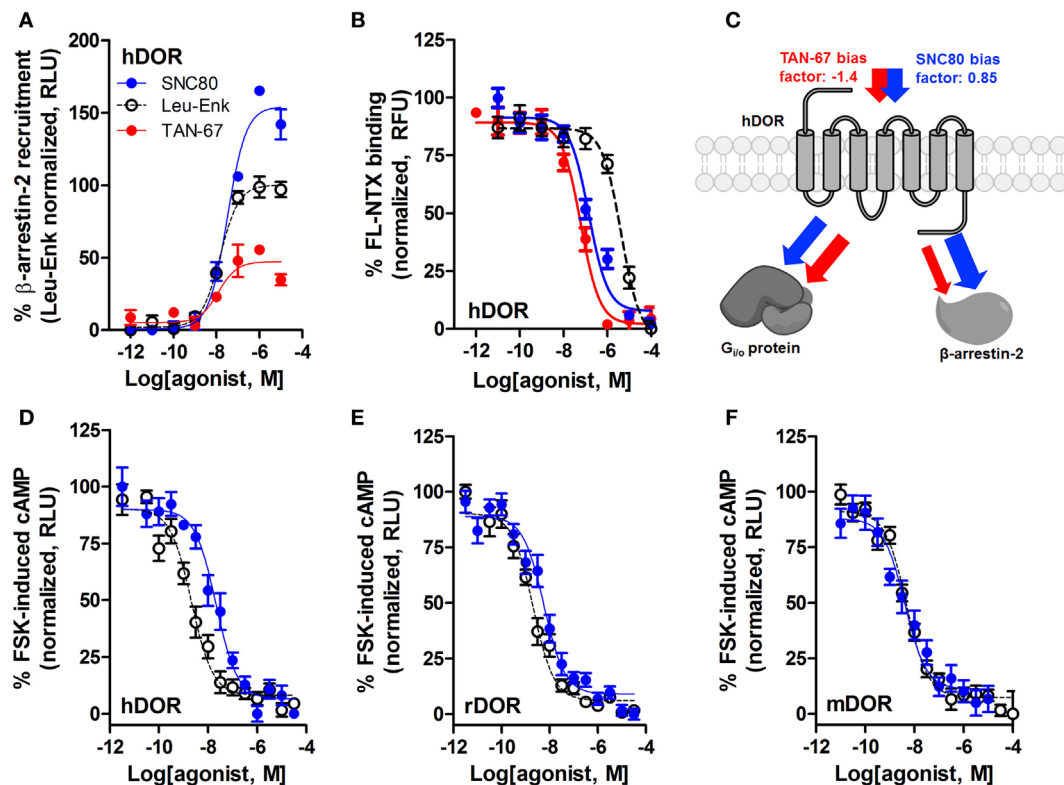 A
hDOR
SNC80
Leu-Enk
TAN-67
% β-arrestin-2 recruitment
(Leu-Enk normalized, RLU)
200
150
100
50
0
-12 -10 -8 -6 -4
Log[agonist, M]
B
% FL-NTX binding
(normalized, RFU)
125
100
75
50
25
0
hDOR
-12 -10 -8 -6 -4
Log[agonist, M]
C
TAN-67 bias
factor: -1.4
SNC80 bias
factor: 0.85
hDOR
Gi/o protein
β-arrestin-2
D
% FSK-induced cAMP
(normalized, RLU)
125
100
75
50
25
0
hDOR
-12 -10 -8 -6 -4
Log[agonist, M]
E
% FSK-induced cAMP
(normalized, RLU)
125
100
75
50
25
0
rDOR
-12 -10 -8 -6 -4
Log[agonist, M]
F
% FSK-induced cAMP
(normalized, RLU)
125
100
75
50
25
0
mDOR
-12 -10 -8 -6 -4
Log[agonist, M]